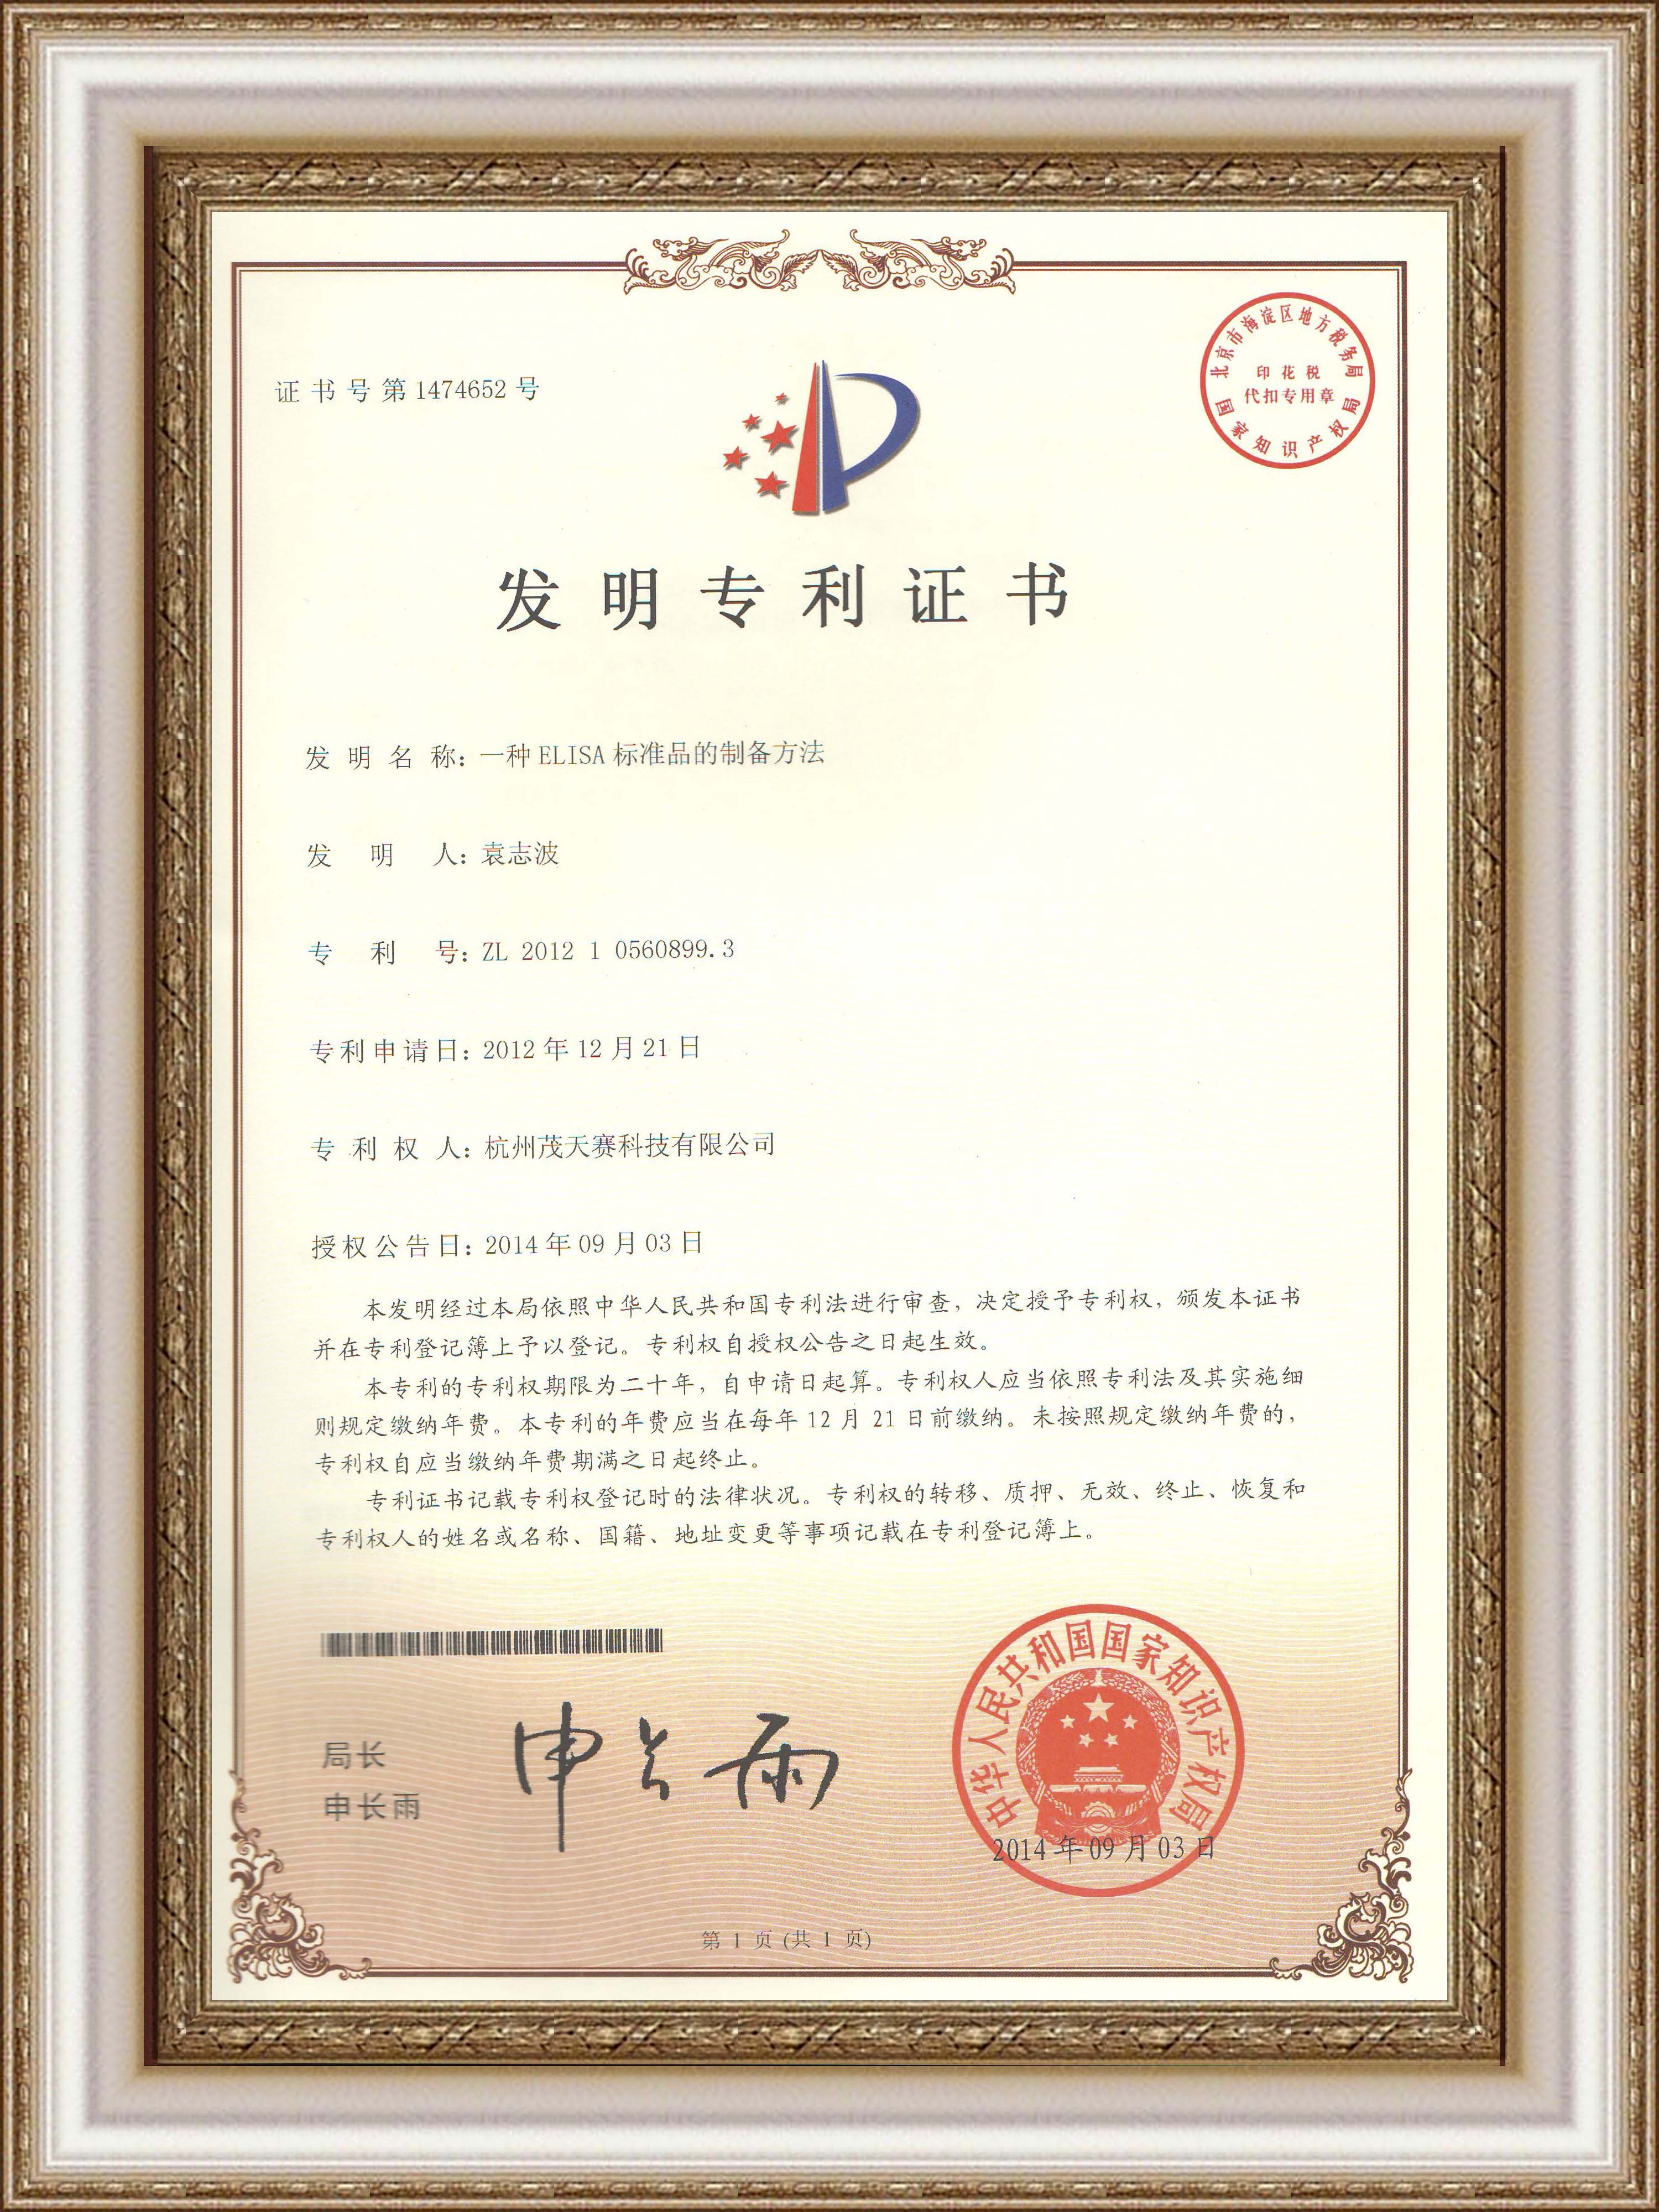 证书号第1474652号
北京市海淀区地方税务局
印花税
代扣专用章
国家知识产权局
发明专利证书
发明名称：一种ELISA标准品的制备方法
发明人：袁志波
专利号：ZL 2012 1 0560899.3
专利申请日：2012年12月21日
专利权人：杭州茂天赛科技有限公司
授权公告日：2014年09月03日
本发明经过本局依照中华人民共和国专利法进行审查，决定授予专利权，颁发本证书
并在专利登记簿上予以登记。专利权自授权公告之日起生效。
本专利的专利权期限为二十年，自申请日起算。专利权人应当依照专利法及其实施细
则规定缴纳年费。本专利的年费应当在每年12月21日前缴纳。未按照规定缴纳年费的，
专利权自应当缴纳年费期满之日起终止。
专利证书记载专利权登记时的法律状况。专利权的转移、质押、无效、终止、恢复和
专利权人的姓名或名称、国籍、地址变更等事项记载在专利登记簿上。
局长
申长雨
申长雨
中华人民共和国国家知识产权局
2014年09月03日
第1页(共1页)